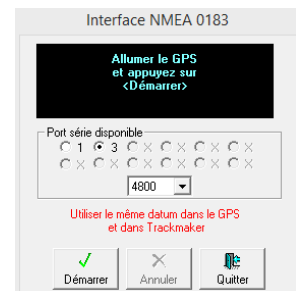 Interface NMEA 0183
Allumer le GPS
et appuyez sur
<Démarrer>
Port série disponible
1 3 X X X X
X X X X X X
4800
Utiliser le même datum dans le GPS
et dans Trackmaker
Démarrer Annuler Quitter